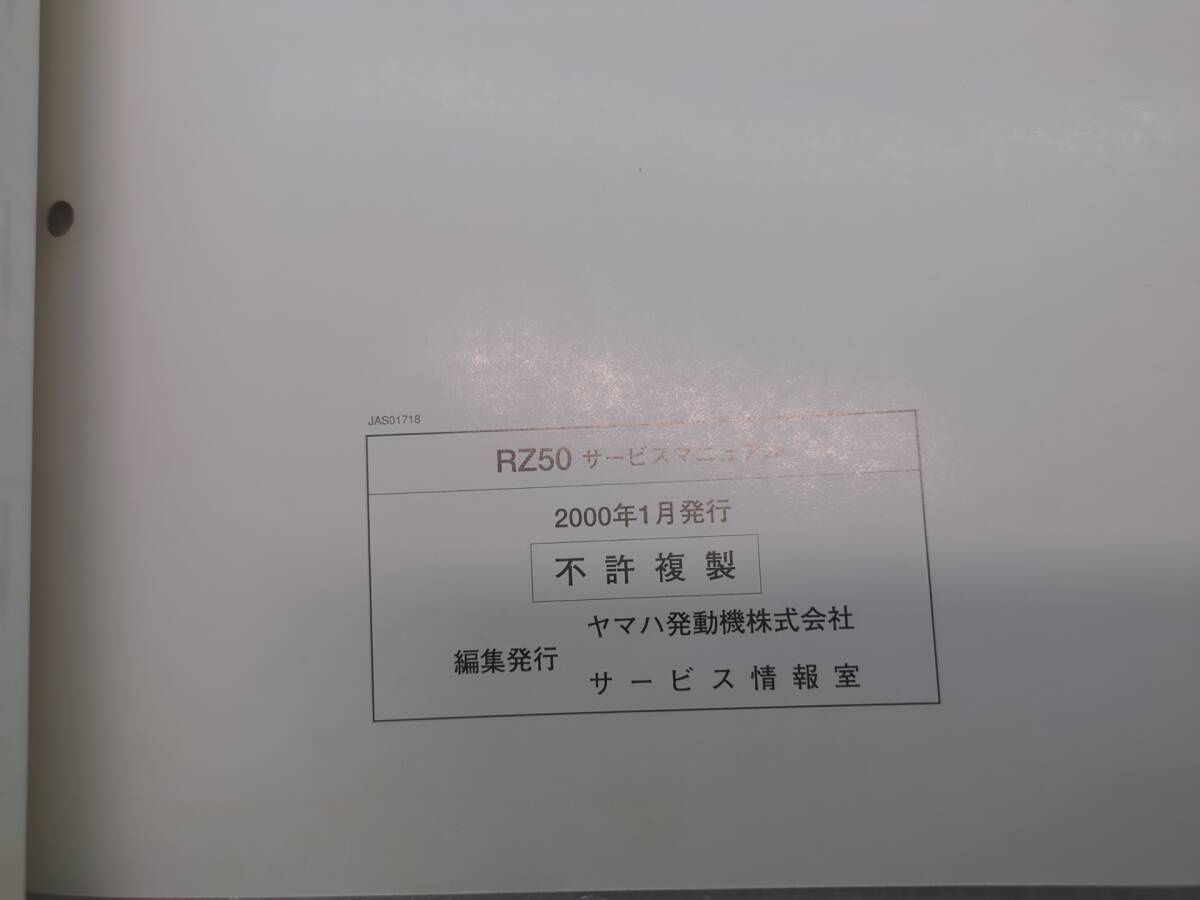 JAS01718
RZ50 サービスマニュアル
2000年1月発行
不許複製
ヤマハ発動機株式会社
編集発行
サービス情報室